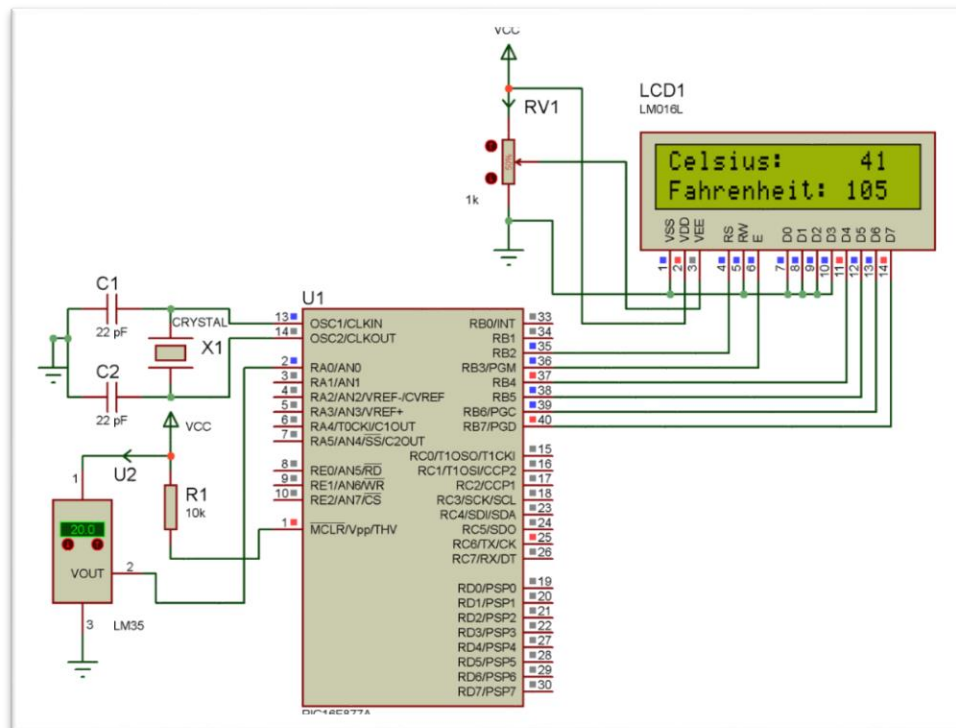 VCC
RV1
50%
1k
LCD1
LM016L
Celsius: 41
Fahrenheit: 105
VSS
VDD
VEE
RS
RW
E
D0
D1
D2
D3
D4
D5
D6
D7
1
2
3
4
5
6
7
8
9
10
11
12
13
14
C1
22 pF
CRYSTAL
X1
C2
22 pF
VCC
U2
R1
10k
1
20.0
VOUT
2
3
LM35
U1
13 OSC1/CLKIN
14 OSC2/CLKOUT
2 RA0/AN0
3 RA1/AN1
4 RA2/AN2/VREF-/CVREF
5 RA3/AN3/VREF+
6 RA4/T0CKI/C1OUT
7 RA5/AN4/SS/C2OUT
8 RE0/AN5/RD
9 RE1/AN6/WR
10 RE2/AN7/CS
1 MCLR/Vpp/THV
RB0/INT 33
RB1 34
RB2 35
RB3/PGM 36
RB4 37
RB5 38
RB6/PGC 39
RB7/PGD 40
RC0/T1OSO/T1CKI 15
RC1/T1OSI/CCP2 16
RC2/CCP1 17
RC3/SCK/SCL 18
RC4/SDI/SDA 23
RC5/SDO 24
RC6/TX/CK 25
RC7/RX/DT 26
RD0/PSP0 19
RD1/PSP1 20
RD2/PSP2 21
RD3/PSP3 22
RD4/PSP4 27
RD5/PSP5 28
RD6/PSP6 29
RD7/PSP7 30
PIC16F877A